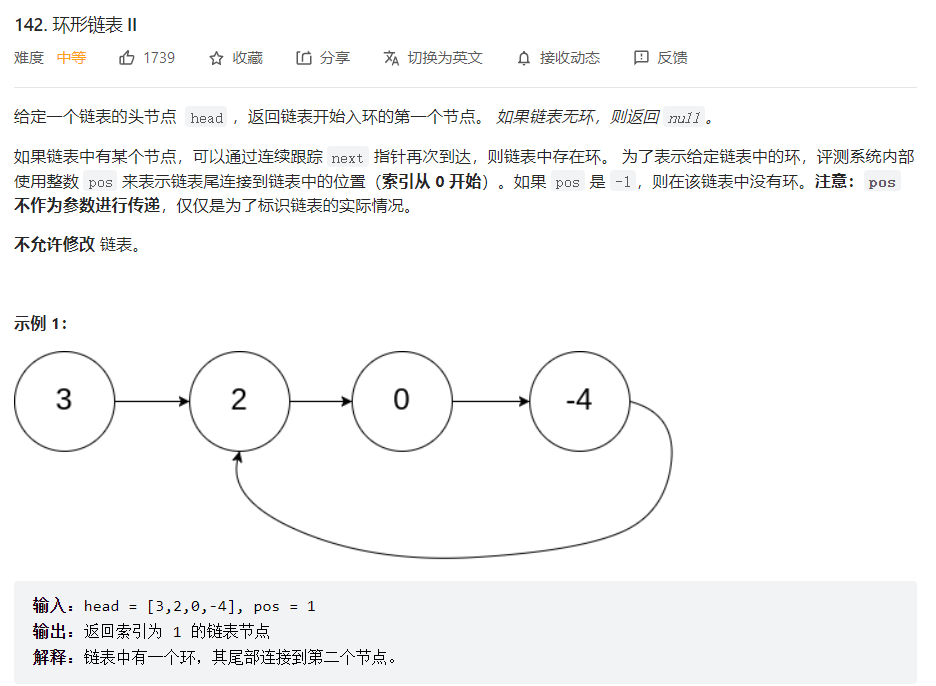 142. 环形链表 II
难度 中等 1739 收藏 分享 切换为英文 接收动态 反馈
给定一个链表的头节点 head ，返回链表开始入环的第一个节点。 如果链表无环，则返回 null。
如果链表中有某个节点，可以通过连续跟踪 next 指针再次到达，则链表中存在环。 为了表示给定链表中的环，评测系统内部
使用整数 pos 来表示链表尾连接到链表中的位置（索引从 0 开始）。如果 pos 是 -1，则在该链表中没有环。注意：pos
不作为参数进行传递，仅仅是为了标识链表的实际情况。
不允许修改 链表。
示例 1：
3 2 0 -4
输入：head = [3,2,0,-4], pos = 1
输出：返回索引为 1 的链表节点
解释：链表中有一个环，其尾部连接到第二个节点。